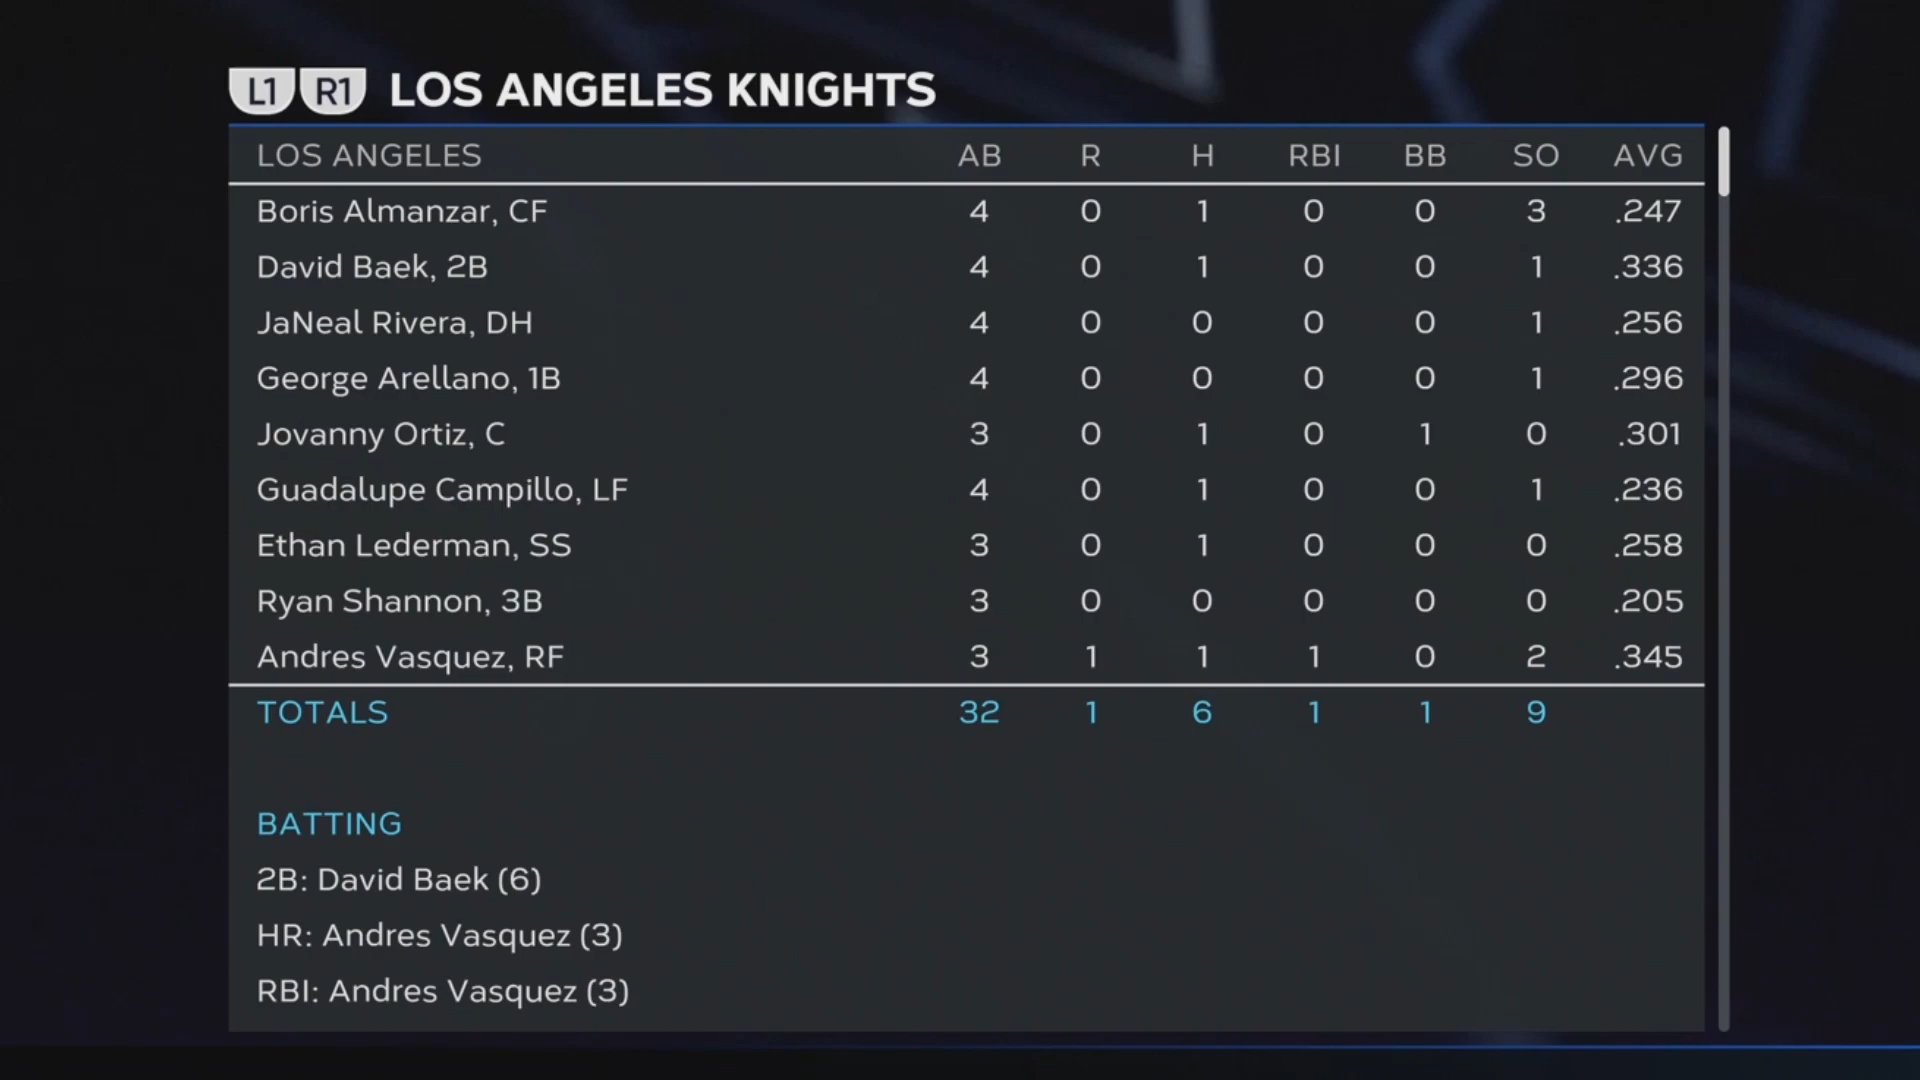 L1 R1 LOS ANGELES KNIGHTS
LOS ANGELES AB R H RBI BB SO AVG
Boris Almanzar, CF 4 0 1 0 0 3 .247
David Baek, 2B 4 0 1 0 0 1 .336
JaNeal Rivera, DH 4 0 0 0 0 1 .256
George Arellano, 1B 4 0 0 0 0 1 .296
Jovanny Ortiz, C 3 0 1 0 1 0 .301
Guadalupe Campillo, LF 4 0 1 0 0 1 .236
Ethan Lederman, SS 3 0 1 0 0 0 .258
Ryan Shannon, 3B 3 0 0 0 0 0 .205
Andres Vasquez, RF 3 1 1 1 0 2 .345
TOTALS 32 1 6 1 1 9
BATTING
2B: David Baek (6)
HR: Andres Vasquez (3)
RBI: Andres Vasquez (3)